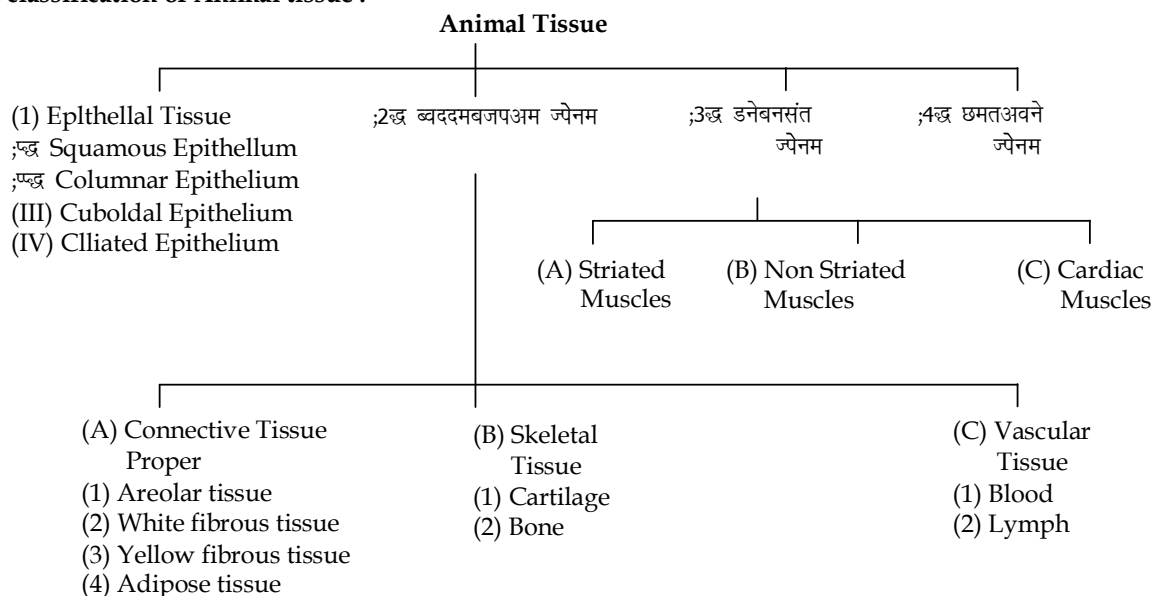 classification of Animal tissue :
Animal Tissue
(1) Eplthellal Tissue
;प्द्ध Squamous Epithellum
;प्प्द्ध Columnar Epithelium
(III) Cuboldal Epithelium
(IV) Clliated Epithelium
;2द्ध ब्वददमबजपअम ज्पेनम
;3द्ध डनेबनसंत
ज्पेनम
;4द्ध छमतअवने
ज्पेनम
(A) Striated
Muscles
(B) Non Striated
Muscles
(C) Cardiac
Muscles
(A) Connective Tissue
Proper
(1) Areolar tissue
(2) White fibrous tissue
(3) Yellow fibrous tissue
(4) Adipose tissue
(B) Skeletal
Tissue
(1) Cartilage
(2) Bone
(C) Vascular
Tissue
(1) Blood
(2) Lymph